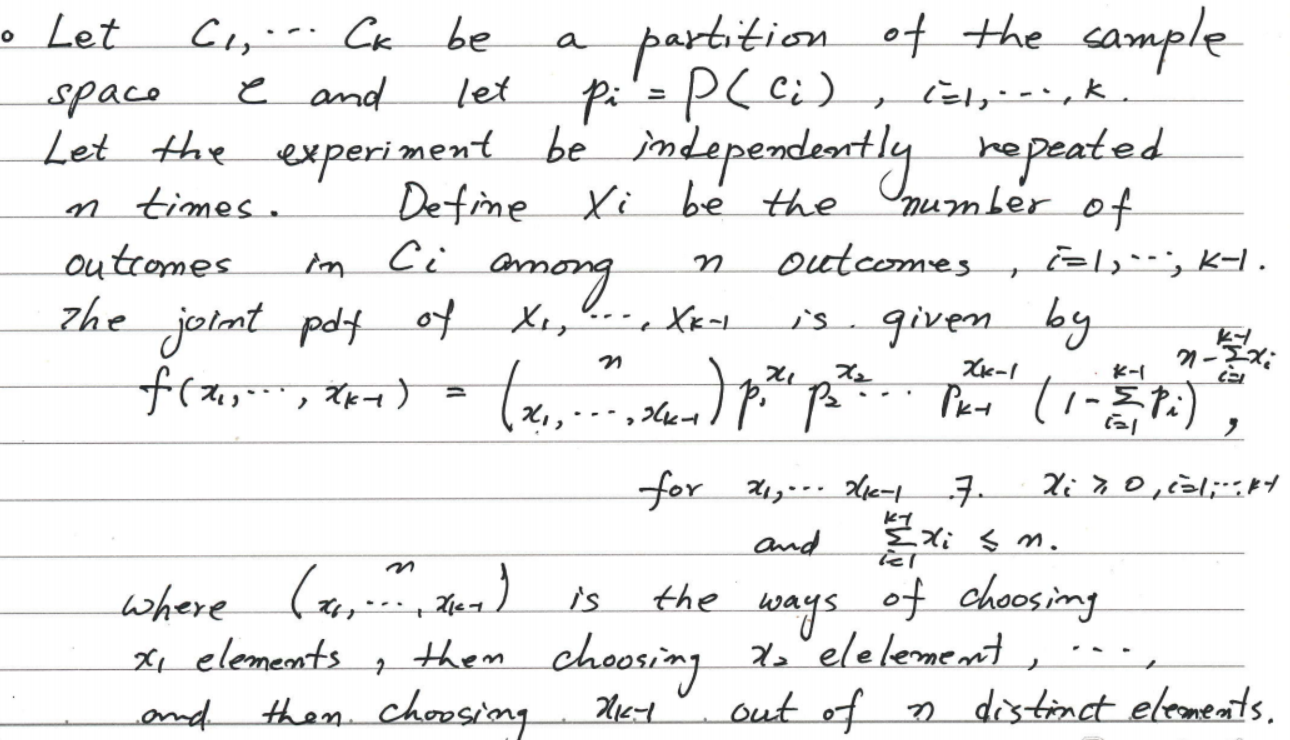 o Let C₁, ⋯ Cₖ be a partition of the sample
space 𝒞 and let pᵢ = P(Cᵢ), i=1, ⋯, k.
Let the experiment be independently repeated
n times. Define Xᵢ be the number of
outcomes in Cᵢ among n outcomes, i=1, ⋯, k-1.
The joint pdf of X₁, ⋯, Xₖ₋₁ is given by
f(x₁, ⋯, xₖ₋₁) = (n x₁, ⋯, xₖ₋₁) p₁^{x₁} p₂^{x₂} ⋯ pₖ₋₁^{xₖ₋₁} (1 - Σ_{i=1}^{k-1} pᵢ)^{n - Σ_{i=1}^{k-1} xᵢ},
for x₁, ⋯ xₖ₋₁ ∋. xᵢ ≥ 0, i=1, ⋯, k-1
and Σ_{i=1}^{k-1} xᵢ ≤ n.
where (n x₁, ⋯, xₖ₋₁) is the ways of choosing
x₁ elements, then choosing x₂ elelement, ⋯,
and then choosing xₖ₋₁ out of n distinct elements.